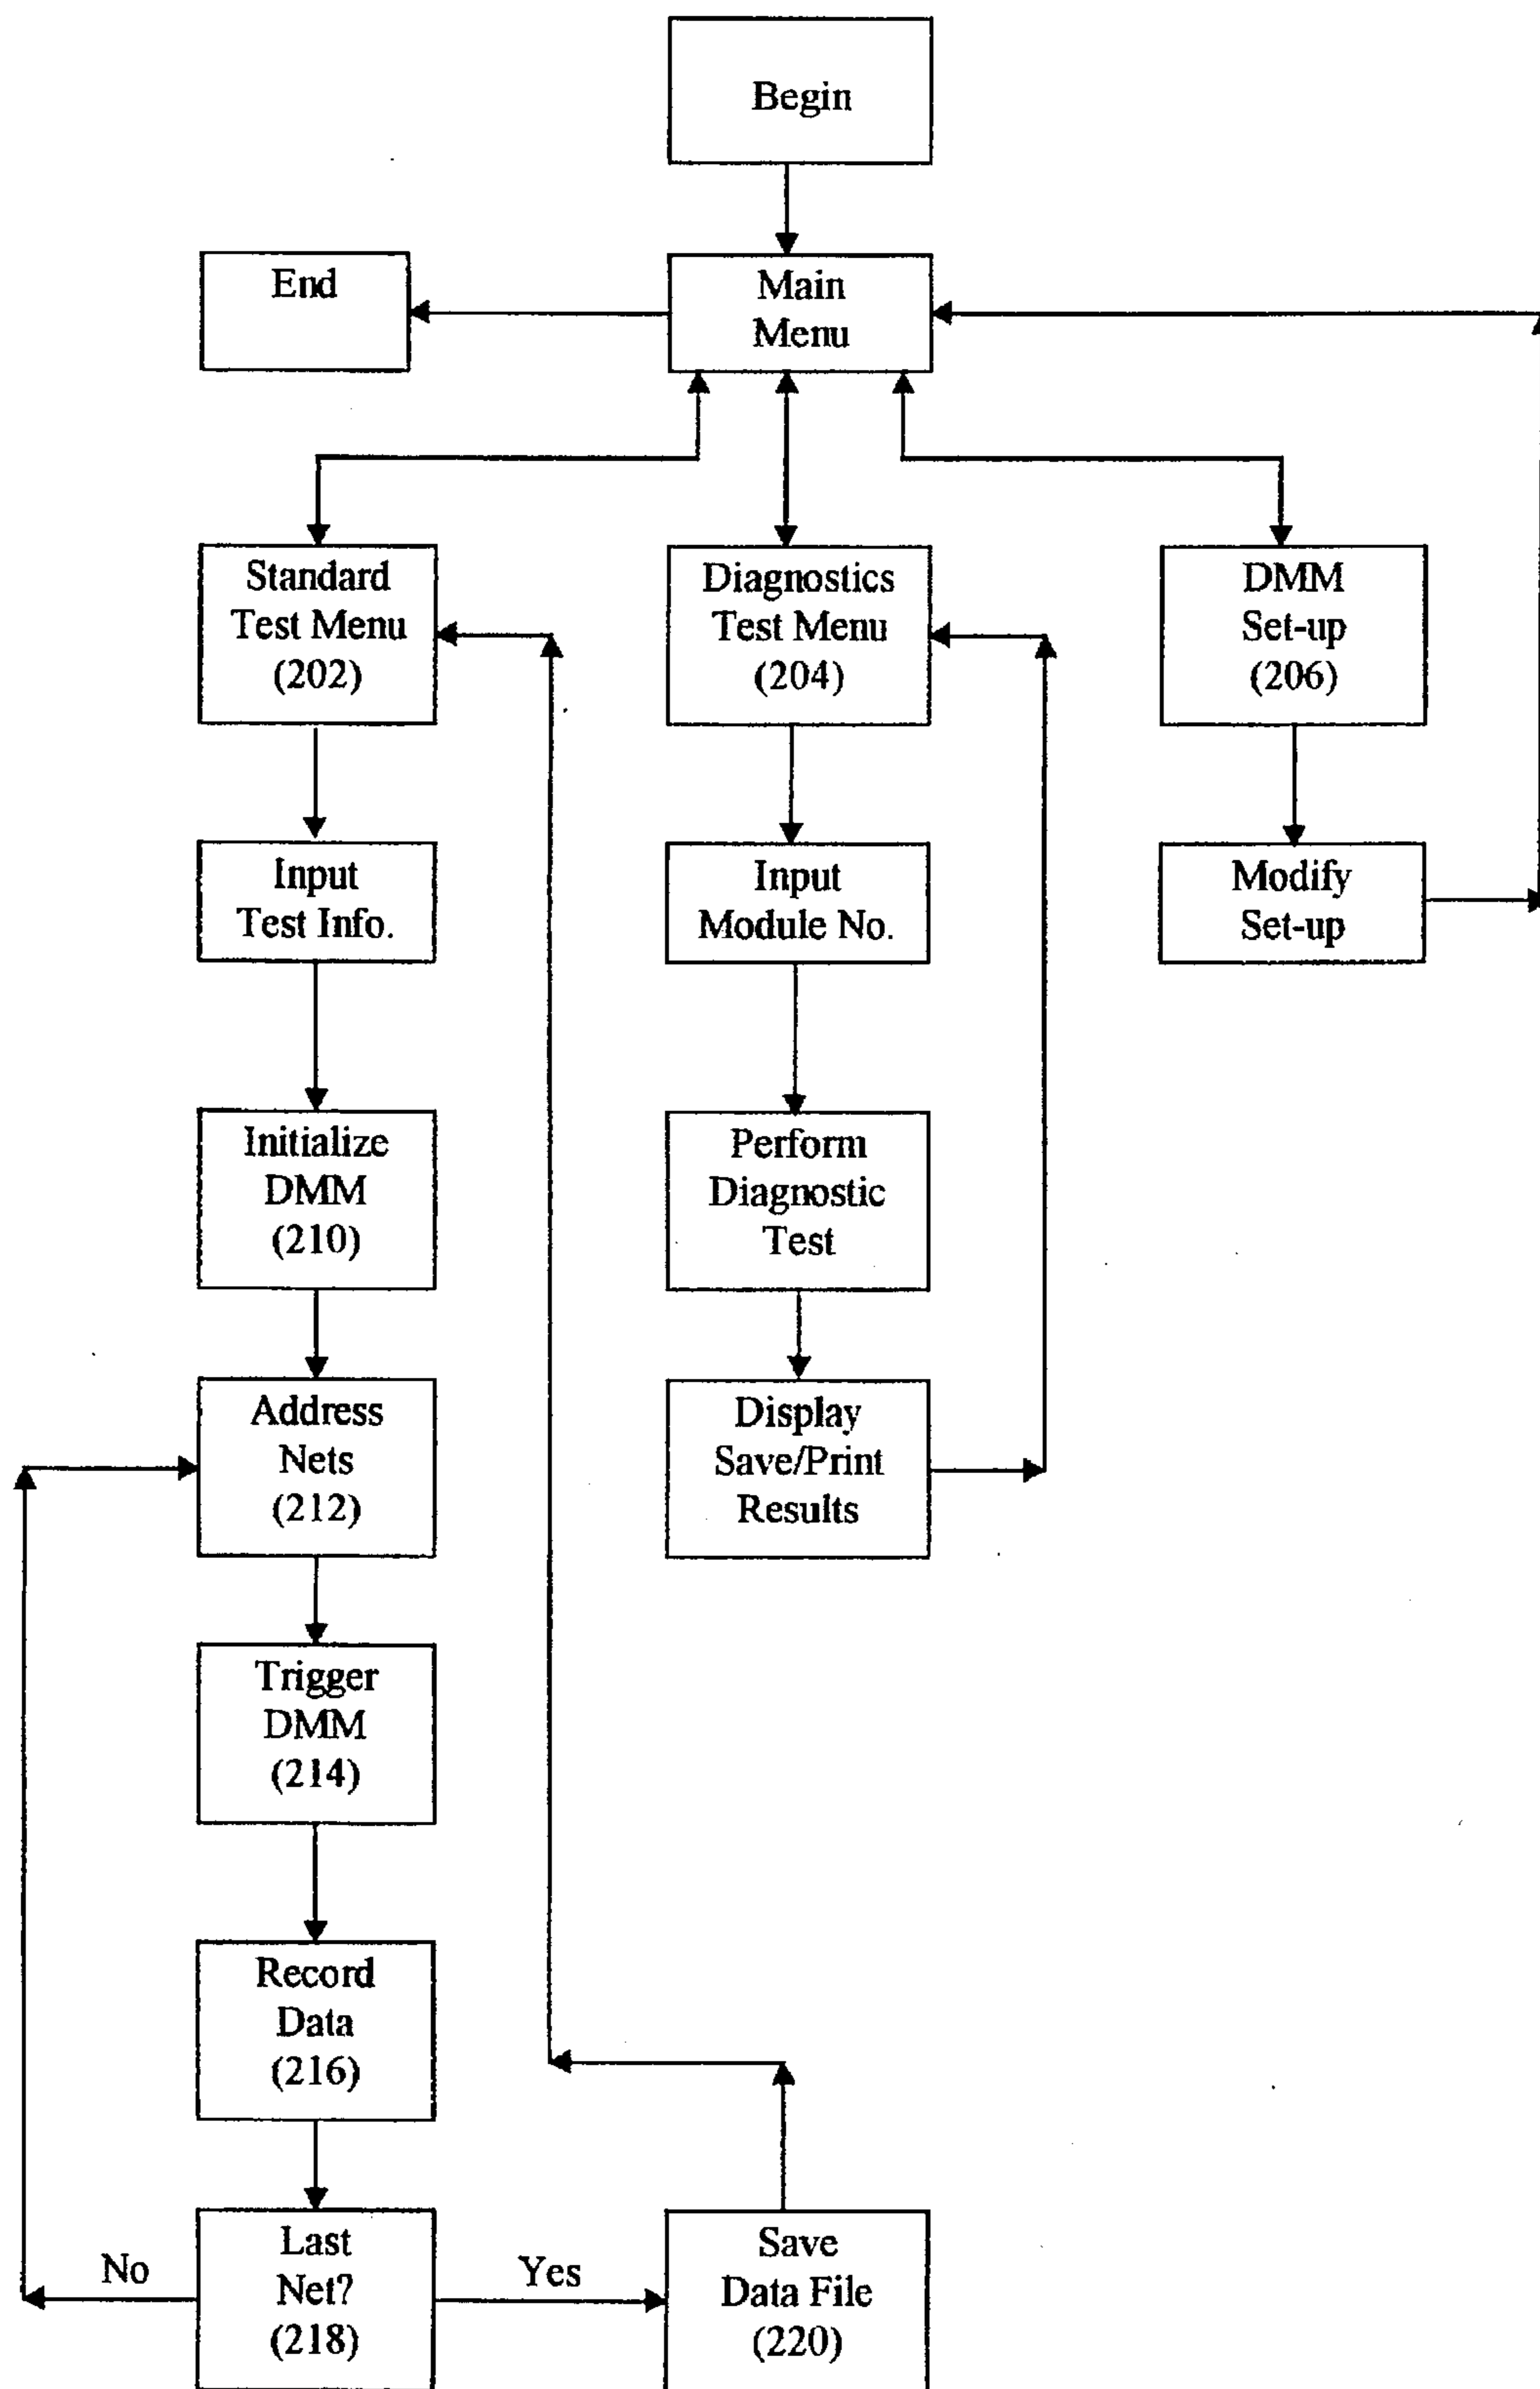 Begin
End
Main
Menu
Standard
Test Menu
(202)
Diagnostics
Test Menu
(204)
DMM
Set-up
(206)
Input
Test Info.
Input
Module No.
Modify
Set-up
Initialize
DMM
(210)
Perform
Diagnostic
Test
Address
Nets
(212)
Display
Save/Print
Results
Trigger
DMM
(214)
Record
Data
(216)
No
Last
Net?
(218)
Yes
Save
Data File
(220)